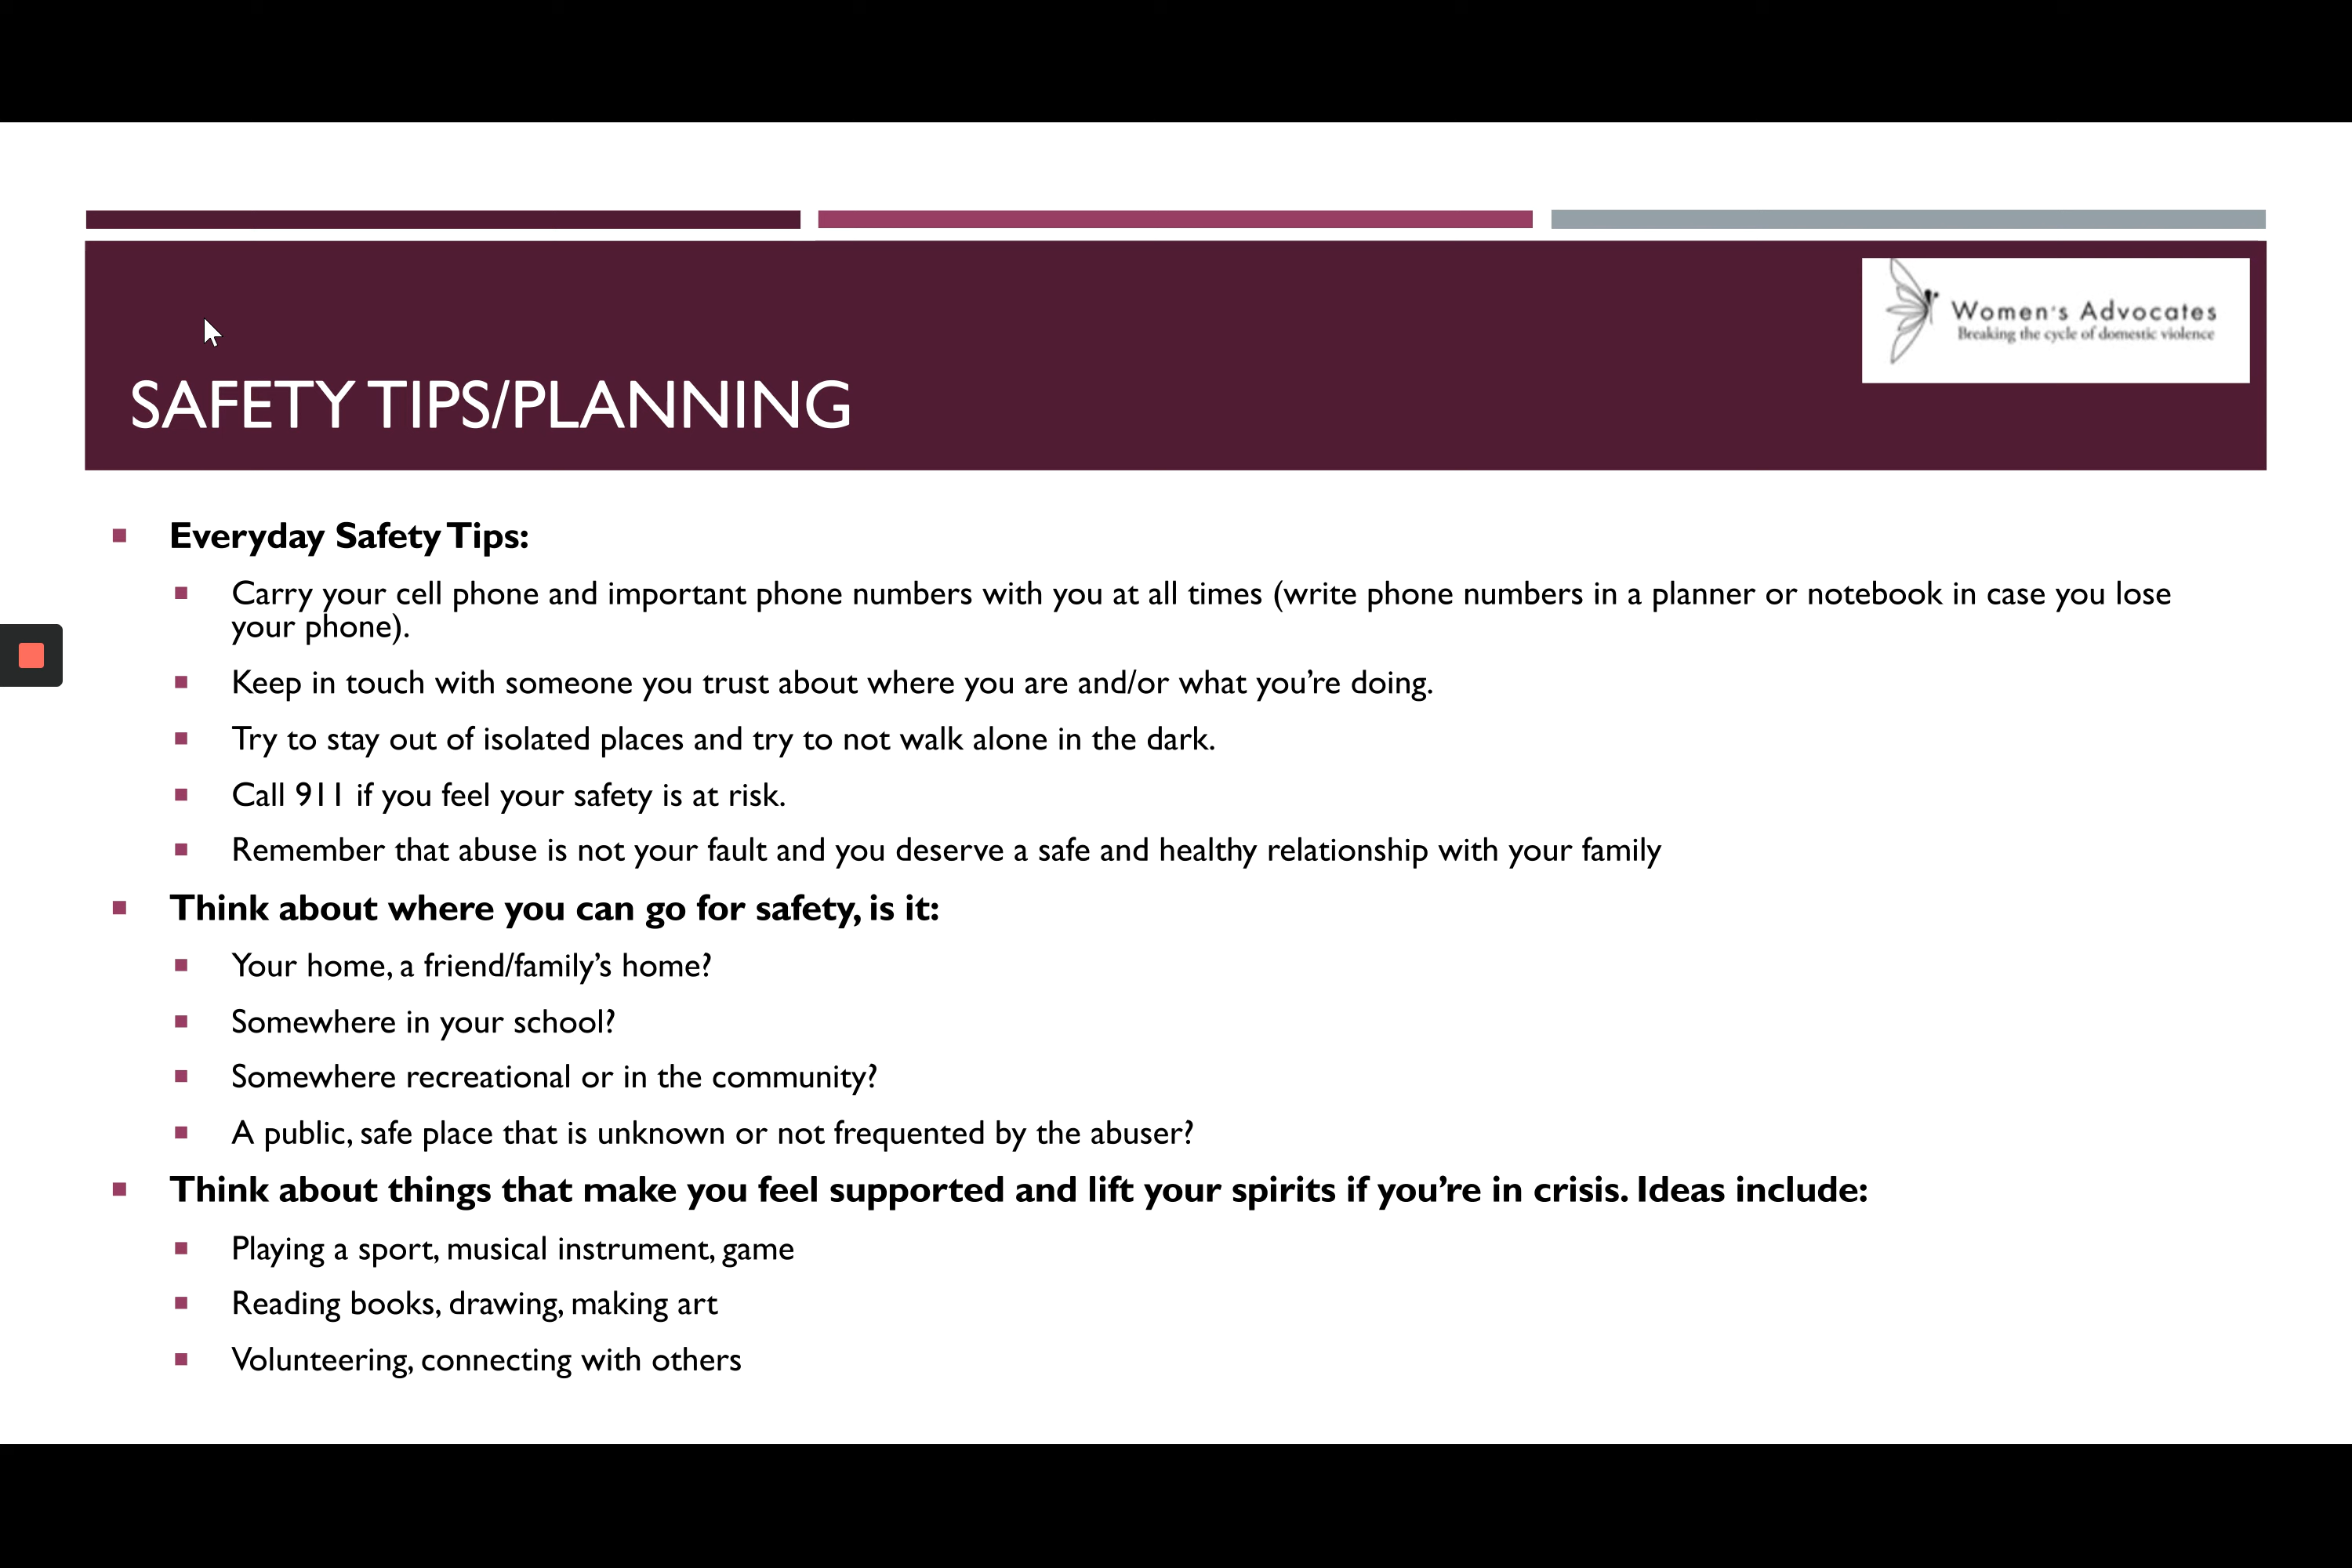 Women's Advocates
Breaking the cycle of domestic violence
SAFETY TIPS/PLANNING
Everyday Safety Tips:
Carry your cell phone and important phone numbers with you at all times (write phone numbers in a planner or notebook in case you lose
your phone).
Keep in touch with someone you trust about where you are and/or what you’re doing.
Try to stay out of isolated places and try to not walk alone in the dark.
Call 911 if you feel your safety is at risk.
Remember that abuse is not your fault and you deserve a safe and healthy relationship with your family
Think about where you can go for safety, is it:
Your home, a friend/family’s home?
Somewhere in your school?
Somewhere recreational or in the community?
A public, safe place that is unknown or not frequented by the abuser?
Think about things that make you feel supported and lift your spirits if you’re in crisis. Ideas include:
Playing a sport, musical instrument, game
Reading books, drawing, making art
Volunteering, connecting with others